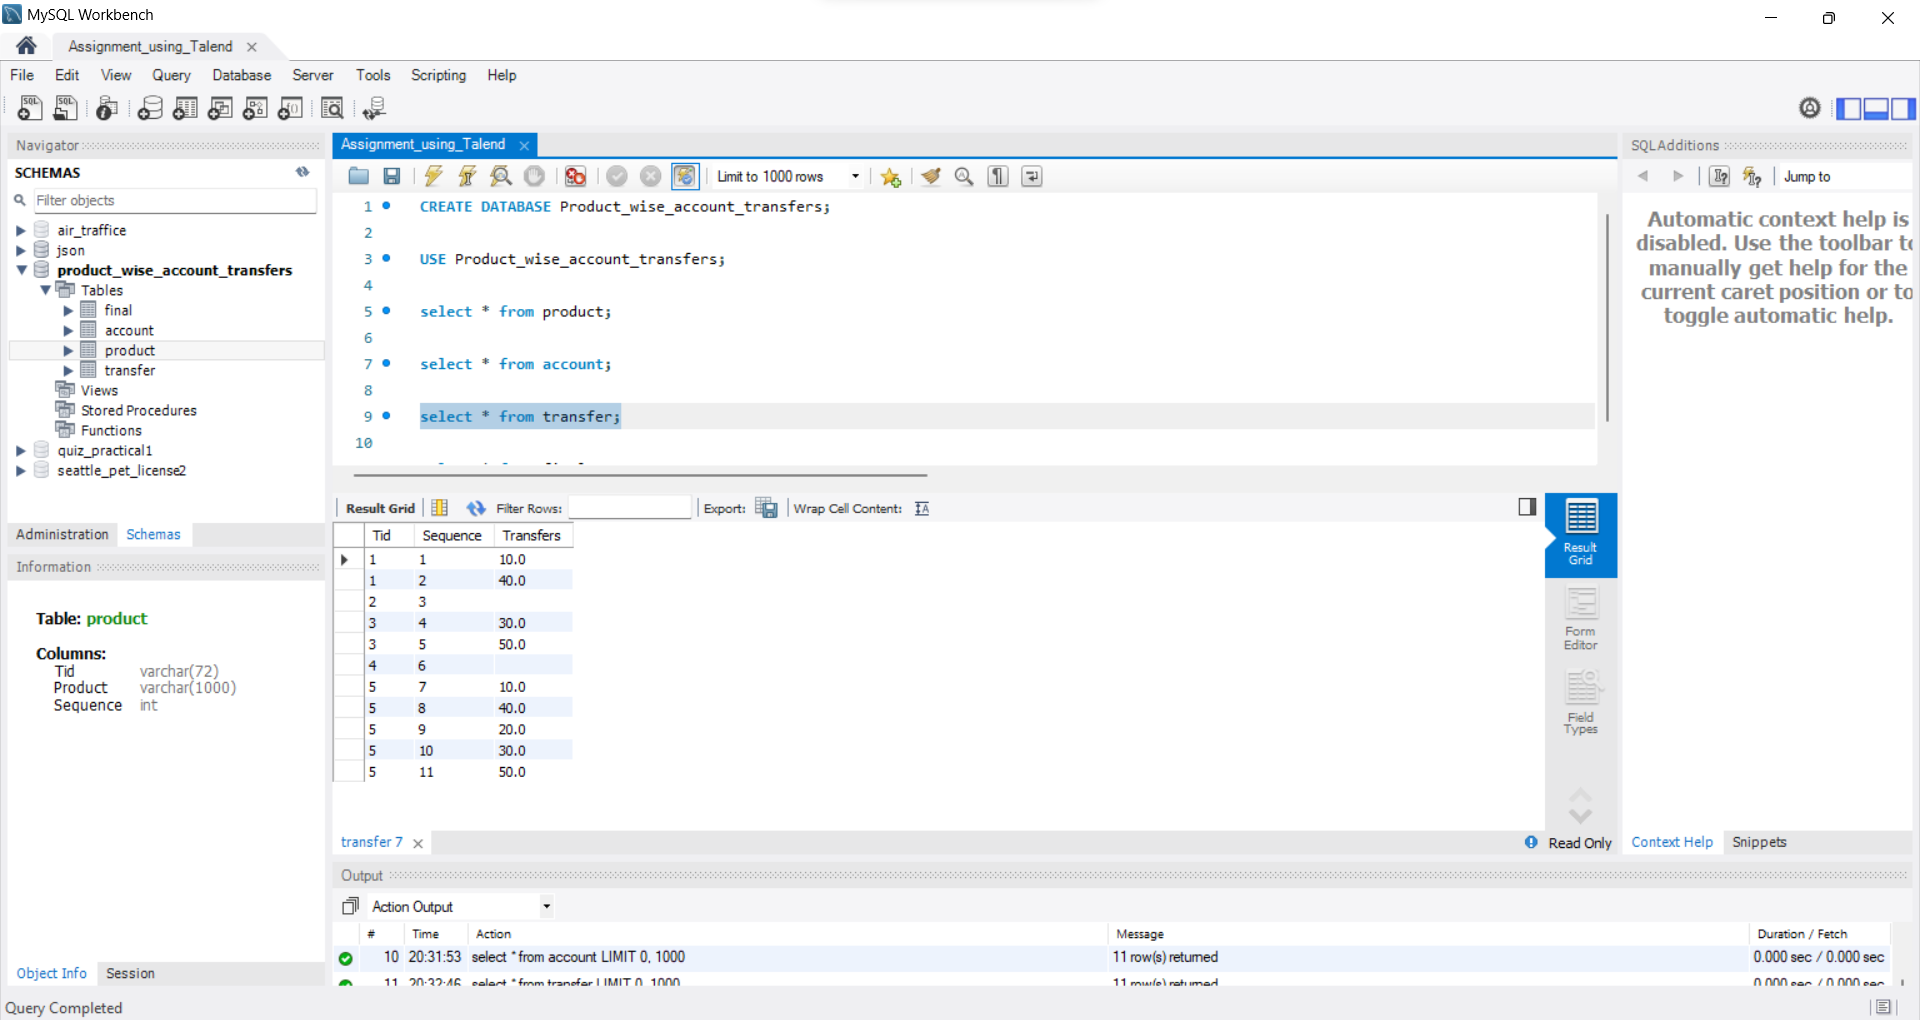 MySQL Workbench
Assignment_using_Talend
File Edit View Query Database Server Tools Scripting Help
Navigator
SCHEMAS
Filter objects
air_traffice
json
product_wise_account_transfers
Tables
final
account
product
transfer
Views
Stored Procedures
Functions
quiz_practical1
seattle_pet_license2
Administration Schemas
Information
Table: product
Columns:
Tid varchar(72)
Product varchar(1000)
Sequence int
Object Info Session
Assignment_using_Talend
Limit to 1000 rows
1 CREATE DATABASE Product_wise_account_transfers;
2
3 USE Product_wise_account_transfers;
4
5 select * from product;
6
7 select * from account;
8
9 select * from transfer;
10
Result Grid Filter Rows: Export: Wrap Cell Content:
Tid Sequence Transfers
1 1 10.0
1 2 40.0
2 3
3 4 30.0
3 5 50.0
4 6
5 7 10.0
5 8 40.0
5 9 20.0
5 10 30.0
5 11 50.0
Result
Grid
Form
Editor
Field
Types
transfer 7
Read Only
SQLAdditions
Jump to
Automatic context help is
disabled. Use the toolbar to
manually get help for the
current caret position or to
toggle automatic help.
Context Help Snippets
Output
Action Output
# Time Action Message Duration / Fetch
10 20:31:53 select * from account LIMIT 0, 1000 11 row(s) returned 0.000 sec / 0.000 sec
11 20:32:46 select * from transfer LIMIT 0, 1000 11 row(s) returned 0.000 sec / 0.000 sec
Query Completed